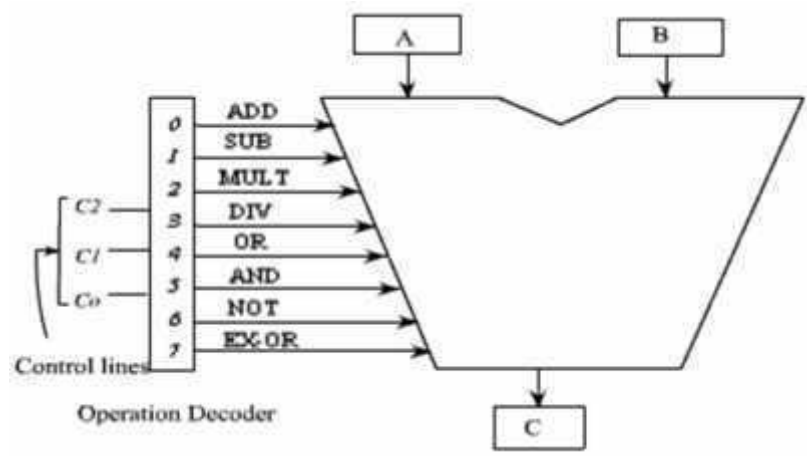 A
B
0 ADD
1 SUB
2 MULT
3 DIV
4 OR
5 AND
6 NOT
7 EX-OR
C2
C1
Co
Control lines
Operation Decoder
C